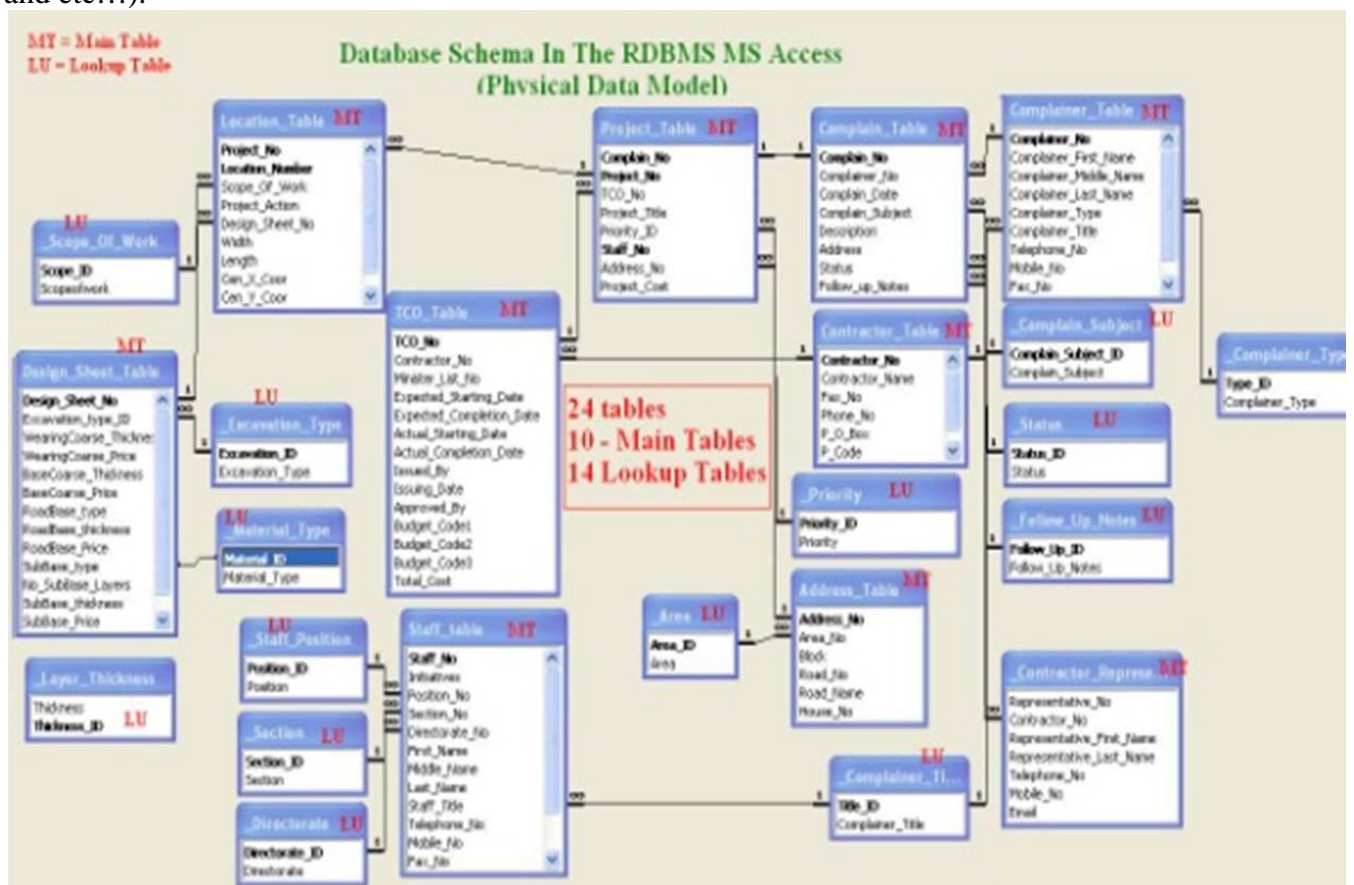 and etc…).
MT = Main Table
LU = Lookup Table
Database Schema In The RDBMS MS Access
(Physical Data Model)
Location_Table MT
Project_No
Location_Number
Scope_Of_Work
Project_Action
Design_Sheet_No
Width
Length
Cen_X_Coor
Cen_Y_Coor
Project_Table MT
Complain_No
Project_No
TCO_No
Project_Title
Priority_ID
Staff_No
Address_No
Project_Cost
Complain_Table MT
Complain_No
Complainer_No
Complain_Date
Complain_Subject
Description
Address
Status
Follow_up_Notes
Complainer_Table MT
Complainer_No
Complainer_First_Name
Complainer_Middle_Name
Complainer_Last_Name
Complainer_Type
Complainer_Title
Telephone_No
Mobile_No
Fax_No
LU
_Scope_Of_Work
Scope_ID
Scopeofwork
TCO_Table MT
TCO_No
Contractor_No
Minister_List_No
Expected_Starting_Date
Expected_Completion_Date
Actual_Starting_Date
Actual_Completion_Date
Issued_By
Issuing_Date
Approved_By
Budget_Code1
Budget_Code2
Budget_Code3
Total_Cost
Contractor_Table MT
Contractor_No
Contractor_Name
Fax_No
Phone_No
P_O_Box
P_Code
_Complain_Subject LU
Complain_Subject_ID
Complain_Subject
_Complainer_Type
Type_ID
Complainer_Type
MT
Design_Sheet_Table
Design_Sheet_No
Excavation_type_ID
WearingCoarse_Thicknes
WearingCoarse_Price
BaseCoarse_Thickness
BaseCoarse_Price
RoadBase_type
RoadBase_thickness
RoadBase_Price
SubBase_type
No_SubBase_Layers
SubBase_thickness
SubBase_Price
LU
_Excavation_Type
Excavation_ID
Excavation_Type
24 tables
10 - Main Tables
14 Lookup Tables
LU
_Status
Status_ID
Status
_Priority LU
Priority_ID
Priority
LU
_Material_Type
Material_ID
Material_Type
_Follow_Up_Notes LU
Follow_Up_ID
Follow_Up_Notes
Address_Table MT
Address_No
Area_No
Block
Road_No
Road_Name
House_No
_Area LU
Area_ID
Area
LU
_Staff_Position
Position_ID
Position
Staff_table MT
Staff_No
Initiatives
Position_No
Section_No
Directorate_No
First_Name
Middle_Name
Last_Name
Staff_Title
Telephone_No
Mobile_No
Fax_No
_Layer_Thickness
Thickness
Thickness_ID LU
_Contractor_Represe... MT
Representative_No
Contractor_No
Representative_First_Name
Representative_Last_Name
Telephone_No
Mobile_No
Email
_Section LU
Section_ID
Section
LU
_Complainer_Ti...
Title_ID
Complainer_Title
_Directorate LU
Directorate_ID
Directorate